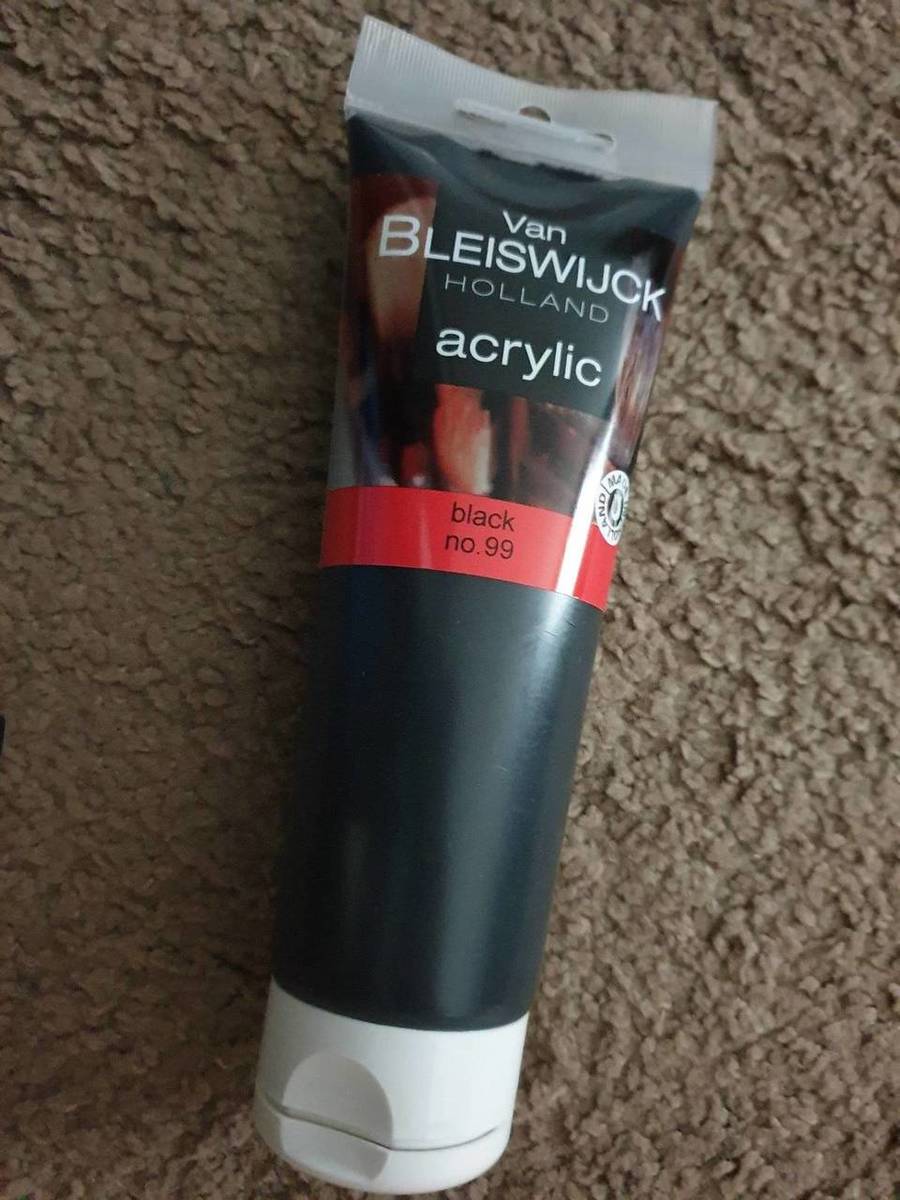 Van
BLEISWIJCK
HOLLAND
acrylic
black
no.99